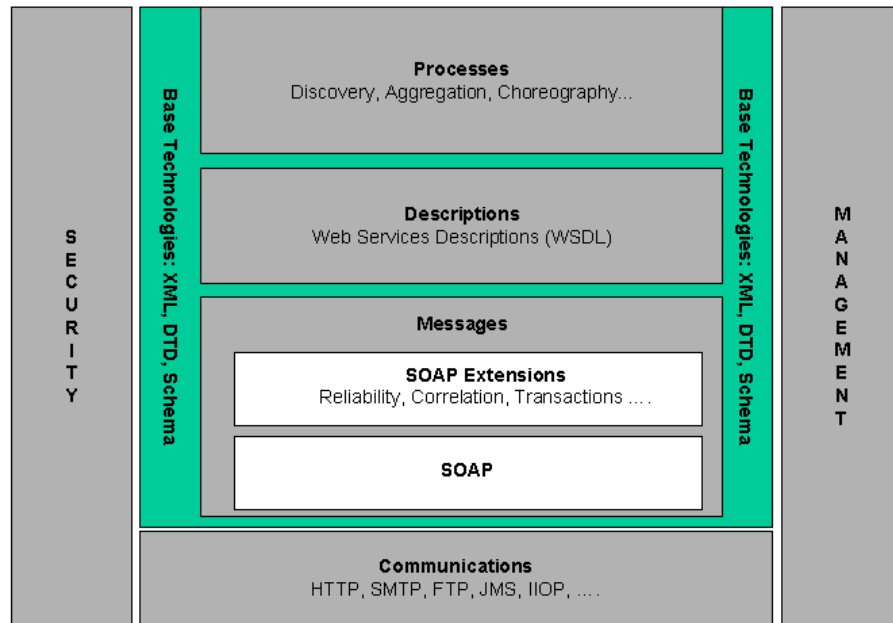 SECURITY
Base Technologies: XML, DTD, Schema
Processes
Discovery, Aggregation, Choreography...
Descriptions
Web Services Descriptions (WSDL)
Messages
SOAP Extensions
Reliability, Correlation, Transactions ....
SOAP
Base Technologies: XML, DTD, Schema
MANAGEMENT
Communications
HTTP, SMTP, FTP, JMS, IIOP, ....